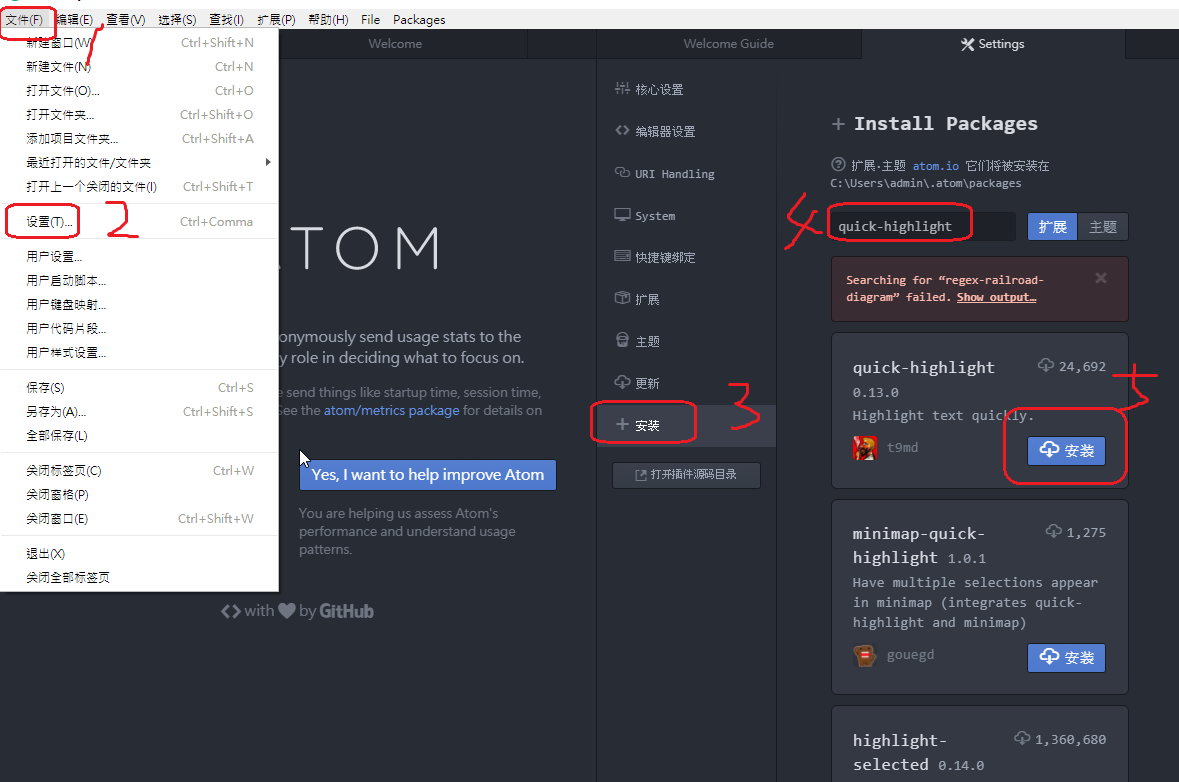 文件(F) 编辑(E) 查看(V) 选择(S) 查找(I) 扩展(P) 帮助(H) File Packages
1
新建窗口(W) Ctrl+Shift+N
新建文件(N) Ctrl+N
打开文件(O)... Ctrl+O
打开文件夹... Ctrl+Shift+O
添加项目文件夹... Ctrl+Shift+A
最近打开的文件/文件夹
打开上一个关闭的文件(I) Ctrl+Shift+T
设置(T)... Ctrl+Comma
2
用户设置...
用户启动脚本...
用户键盘映射...
用户代码片段...
用户样式设置...
保存(S) Ctrl+S
另存为(A)... Ctrl+Shift+S
全部保存(L)
关闭标签页(C) Ctrl+W
关闭窗格(P)
关闭窗口(E) Ctrl+Shift+W
退出(X)
关闭全部标签页
Welcome
TOM
onymously send usage stats to the
role in deciding what to focus on.
send things like startup time, session time,
See the atom/metrics package for details on
Yes, I want to help improve Atom
You are helping us assess Atom's
performance and understand usage
patterns.
with by GitHub
Welcome Guide
Settings
核心设置
编辑器设置
URI Handling
System
快捷键绑定
扩展
主题
更新
安装
3
打开插件源码目录
Install Packages
扩展·主题 atom.io 它们将被安装在
C:\Users\admin\.atom\packages
4
quick-highlight 扩展 主题
Searching for “regex-railroad-
diagram” failed. Show output…
quick-highlight 24,692
0.13.0
Highlight text quickly.
t9md 安装
5
minimap-quick- 1,275
highlight 1.0.1
Have multiple selections appear
in minimap (integrates quick-
highlight and minimap)
gouegd 安装
highlight- 1,360,680
selected 0.14.0